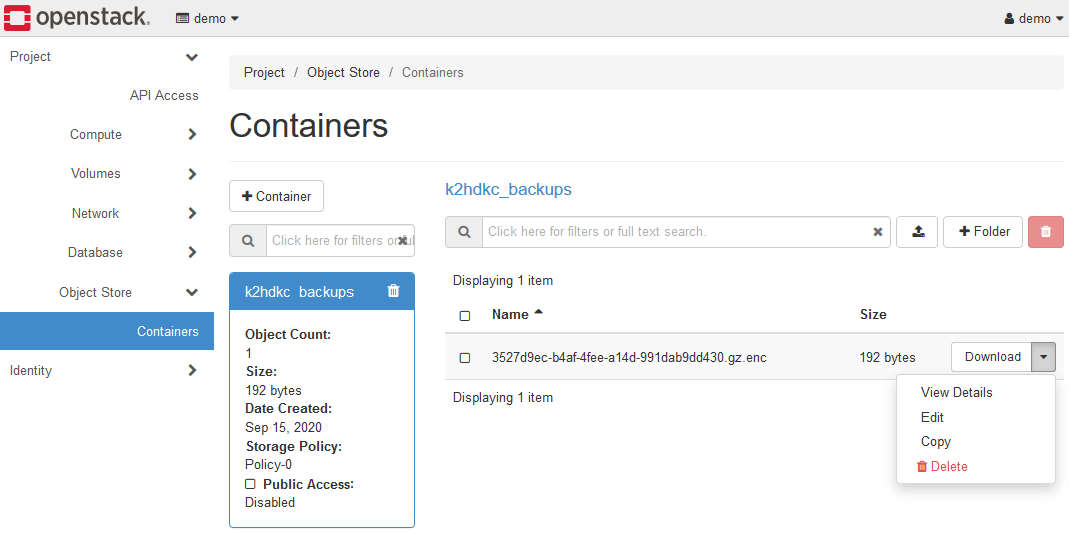 openstack.
demo
demo
Project
API Access
Compute
Volumes
Network
Database
Object Store
Containers
Identity
Project / Object Store / Containers
Containers
Container
Click here for filters or ful
k2hdkc_backups
Object Count:
1
Size:
192 bytes
Date Created:
Sep 15, 2020
Storage Policy:
Policy-0
Public Access:
Disabled
k2hdkc_backups
Click here for filters or full text search.
Folder
Displaying 1 item
Name Size
3527d9ec-b4af-4fee-a14d-991dab9dd430.gz.enc 192 bytes Download
Displaying 1 item
View Details
Edit
Copy
Delete